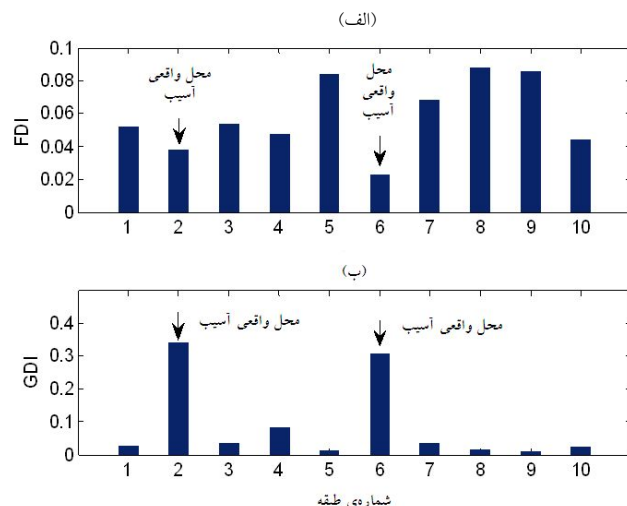 (الف)
0.1
0.08
0.06
0.04
0.02
0
FDI
محل واقعی
آسیب
محل
واقعی
آسیب
1 2 3 4 5 6 7 8 9 10
(ب)
0.4
0.3
0.2
0.1
0
GDI
محل واقعی آسیب
محل واقعی آسیب
1 2 3 4 5 6 7 8 9 10
شماره‌ی طبقه